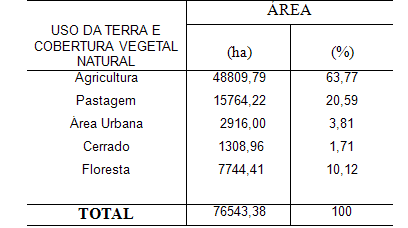 USO DA TERRA E COBERTURA VEGETAL NATURAL
ÁREA
(ha) (%)
Agricultura 48809,79 63,77
Pastagem 15764,22 20,59
Área Urbana 2916,00 3,81
Cerrado 1308,96 1,71
Floresta 7744,41 10,12
TOTAL 76543,38 100